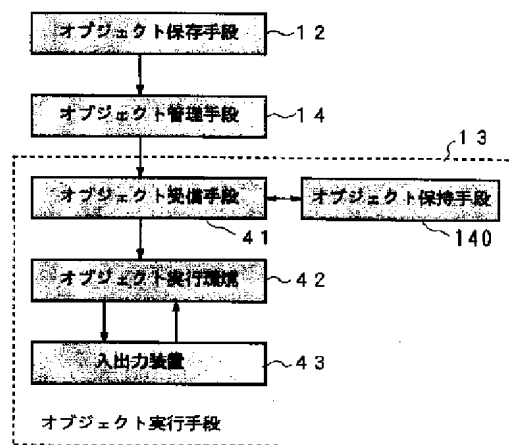 オブジェクト保存手段 12
オブジェクト管理手段 14
13
オブジェクト受信手段 オブジェクト保持手段
41 140
オブジェクト実行環境 42
入出力装置 43
オブジェクト実行手段